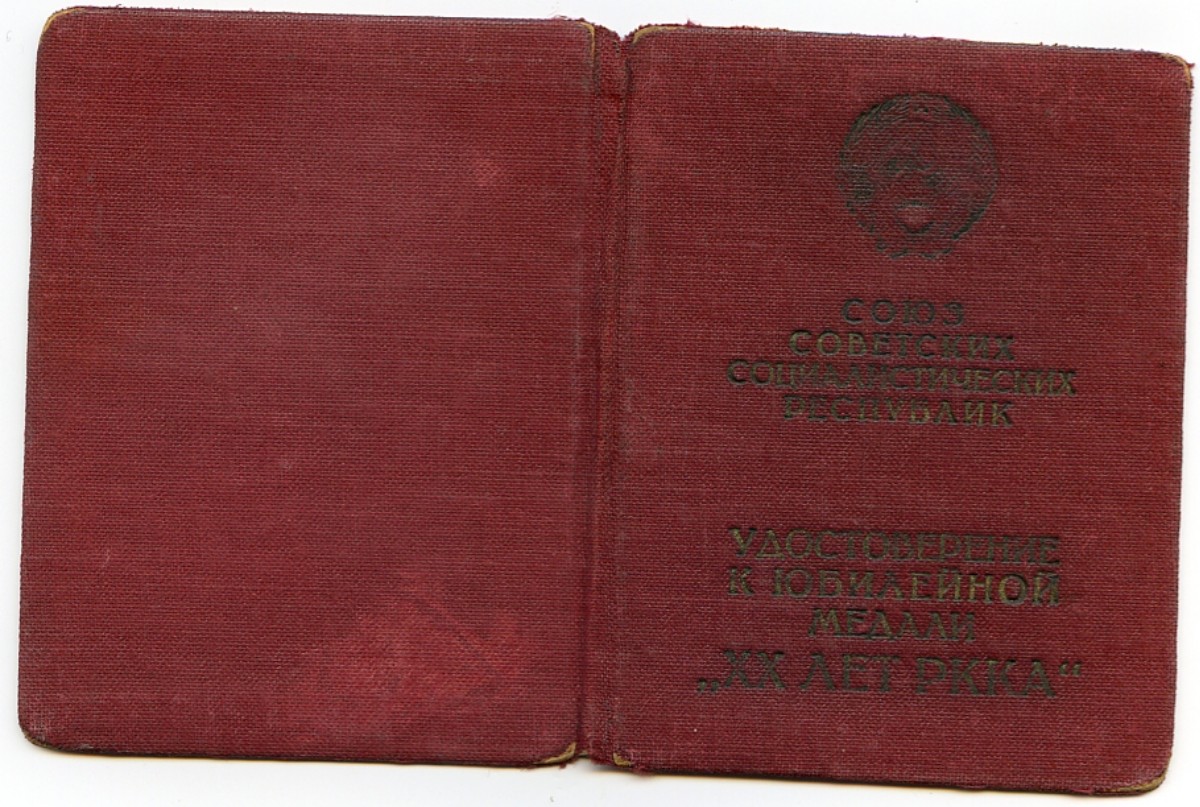 СОЮЗ
СОВЕТСКИХ
СОЦИАЛИСТИЧЕСКИХ
РЕСПУБЛИК
УДОСТОВЕРЕНИЕ
К ЮБИЛЕЙНОЙ
МЕДАЛИ
„XX ЛЕТ РККА“